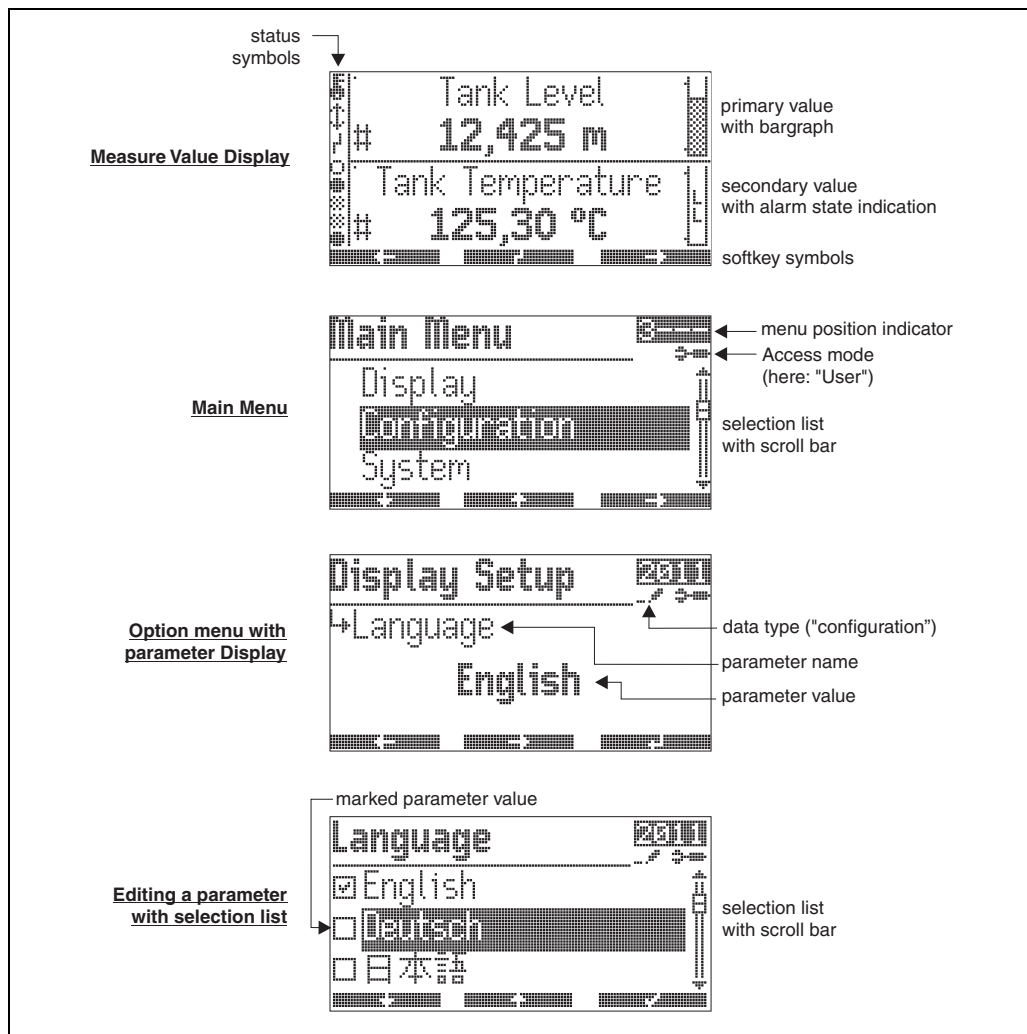 status
symbols
Tank Level
# 12,425 m
Measure Value Display
primary value
with bargraph
Tank Temperature
# 125,30 °C
secondary value
with alarm state indication
softkey symbols
Main Menu
3---
menu position indicator
Access mode
(here: "User")
Main Menu
Display
Configuration
System
selection list
with scroll bar
Display Setup
2011
Option menu with
parameter Display
Language
English
data type ("configuration”)
parameter name
parameter value
marked parameter value
Language
2011
Editing a parameter
with selection list
English
Deutsch
日本語
selection list
with scroll bar